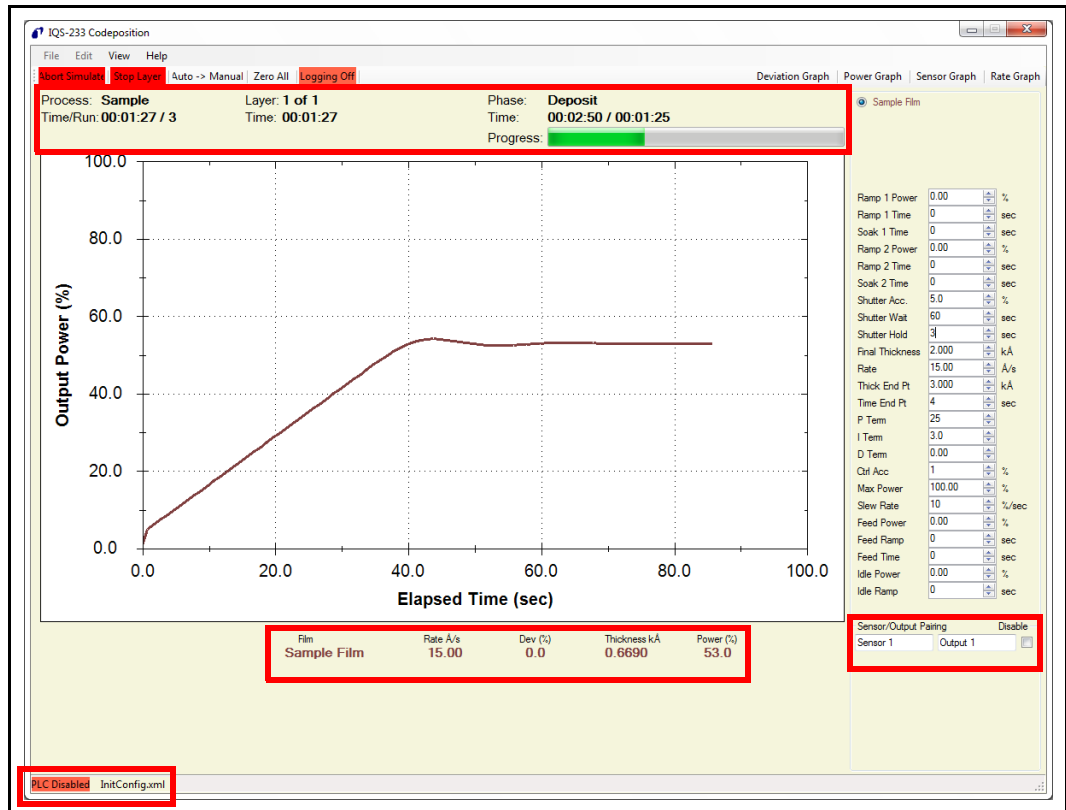 IQS-233 Codeposition
File Edit View Help
Abort Simulate Stop Layer Auto -> Manual Zero All Logging Off Deviation Graph Power Graph Sensor Graph Rate Graph
Process: Sample Layer: 1 of 1 Phase: Deposit
Time/Run: 00:01:27 / 3 Time: 00:01:27 Time: 00:02:50 / 00:01:25
Progress:
Sample Film
100.0
80.0
60.0
40.0
20.0
0.0
Output Power (%)
0.0 20.0 40.0 60.0 80.0 100.0
Elapsed Time (sec)
Ramp 1 Power 0.00 %
Ramp 1 Time 0 sec
Soak 1 Time 0 sec
Ramp 2 Power 0.00 %
Ramp 2 Time 0 sec
Soak 2 Time 0 sec
Shutter Acc. 5.0 %
Shutter Wait 60 sec
Shutter Hold 3 sec
Final Thickness 2.000 kÅ
Rate 15.00 Å/s
Thick End Pt 3.000 kÅ
Time End Pt 4 sec
P Term 25
I Term 3.0
D Term 0.00
Ctrl Acc 1 %
Max Power 100.00 %
Slew Rate 10 %/sec
Feed Power 0.00 %
Feed Ramp 0 sec
Feed Time 0 sec
Idle Power 0.00 %
Idle Ramp 0 sec
Sensor/Output Pairing Disable
Sensor 1 Output 1
Film Rate Å/s Dev (%) Thickness kÅ Power (%)
Sample Film 15.00 0.0 0.6690 53.0
PLC Disabled InitConfig.xml